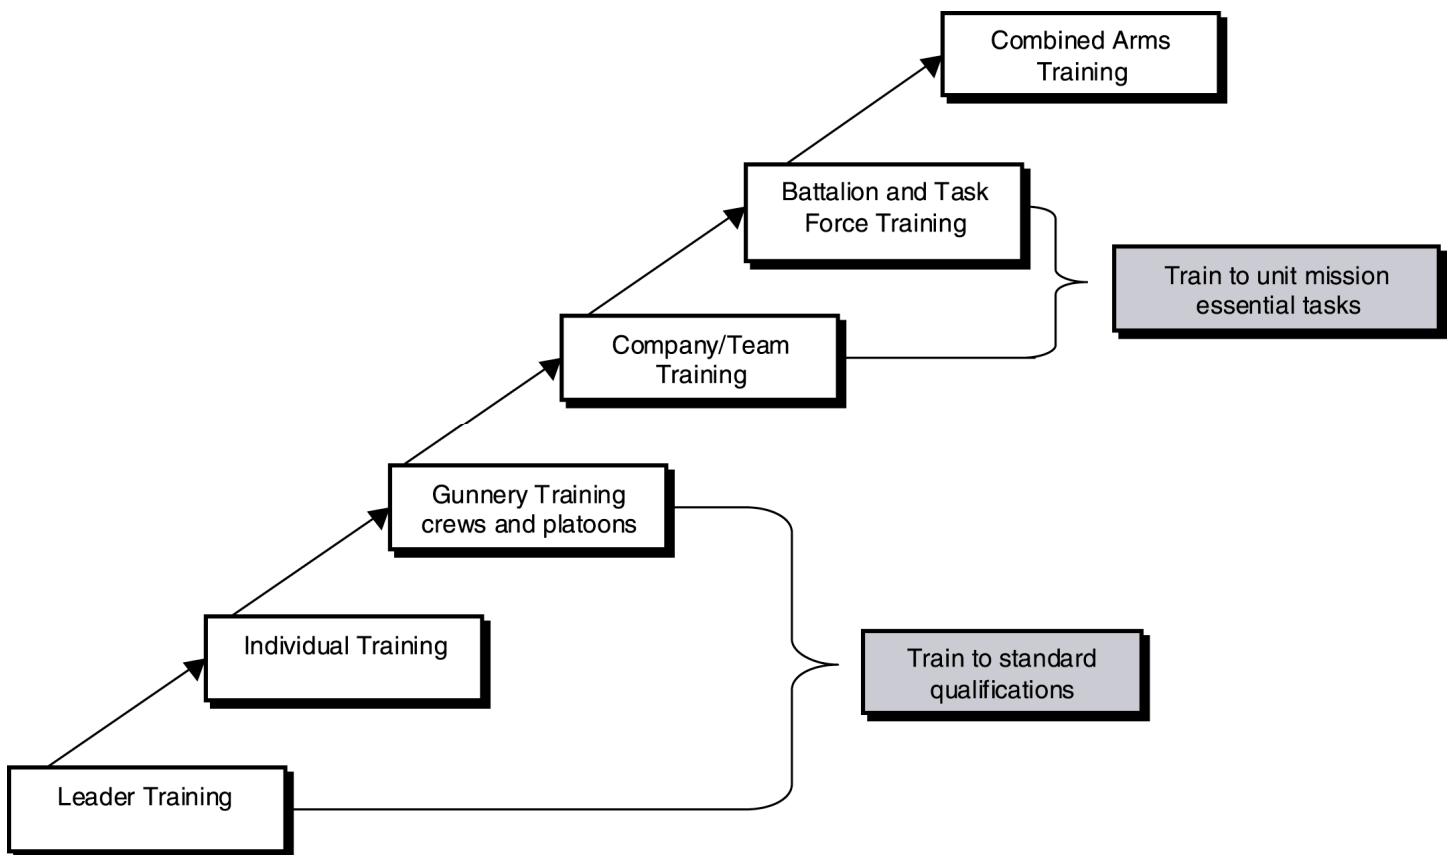 Combined Arms
Training
Battalion and Task
Force Training
Train to unit mission
essential tasks
Company/Team
Training
Gunnery Training
crews and platoons
Individual Training
Train to standard
qualifications
Leader Training